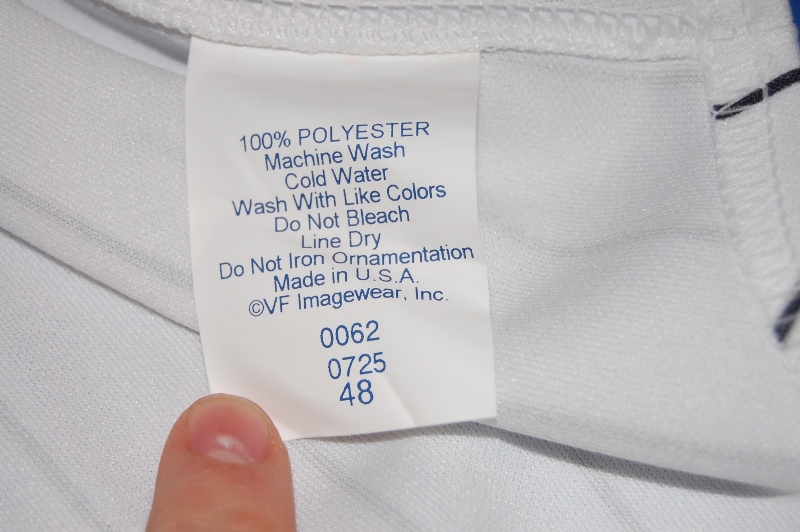 100% POLYESTER
Machine Wash
Cold Water
Wash With Like Colors
Do Not Bleach
Line Dry
Do Not Iron Ornamentation
Made in U.S.A.
©VF Imagewear, Inc.
0062
0725
48